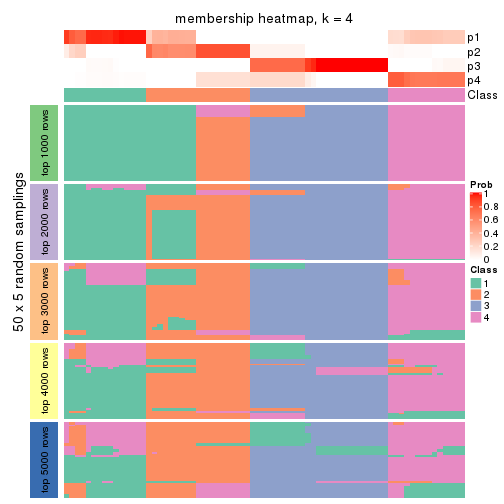 membership heatmap, k = 4
p1
p2
p3
p4
Class
50 x 5 random samplings
top 1000 rows
top 2000 rows
top 3000 rows
top 4000 rows
top 5000 rows
Prob
1
0.8
0.6
0.4
0.2
0
Class
1
2
3
4